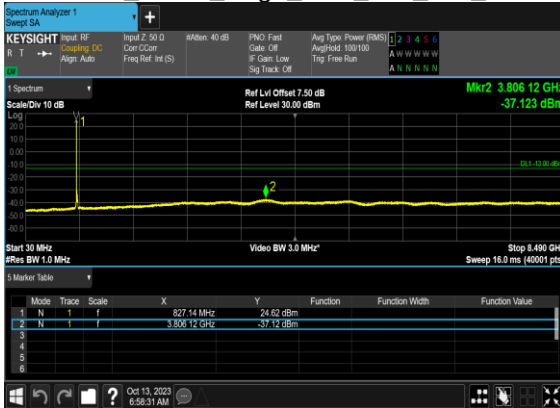 Spectrum Analyzer 1
Swept SA
+
KEYSIGHT Input: RF Input Z: 50 Ω #Atten: 40 dB PNO: Fast Avg Type: Power (RMS) 1 2 3 4 5 6
R T Coupling: DC Corr CCorr Gate: Off Avg|Hold: 100/100 A W W W W W
Align: Auto Freq Ref: Int (S) IF Gain: Low Trig: Free Run
LW Sig Track: Off A N N N N N
1 Spectrum Ref Lvl Offset 7.50 dB Mkr2 3.806 12 GHz
Scale/Div 10 dB Ref Level 30.00 dBm -37.123 dBm
Log
20.0
10.0
0.00
-10.0
-20.0
-30.0
-40.0
-50.0
-60.0
1
DL1 -13.00 dBm
2
Start 30 MHz Video BW 3.0 MHz* Stop 8.490 GH
#Res BW 1.0 MHz Sweep 16.0 ms (40001 pts
5 Marker Table
Mode Trace Scale X Y Function Function Width Function Value
1 N 1 f 827.14 MHz 24.62 dBm
2 N 1 f 3.806 12 GHz -37.12 dBm
3
4
5
6
? Oct 13, 2023
6:58:31 AM